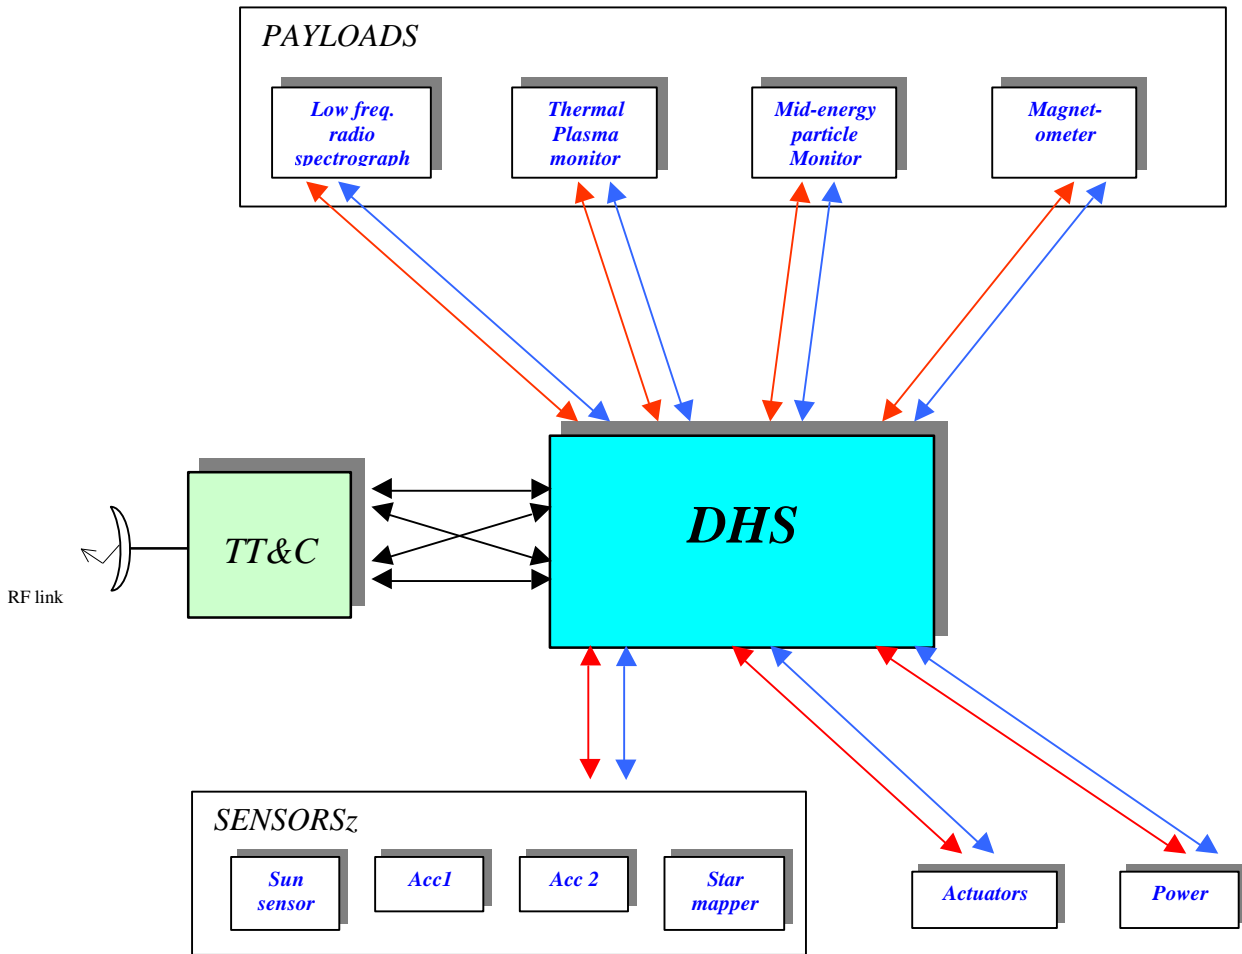 PAYLOADS
Low freq.
radio
spectrograph
Thermal
Plasma
monitor
Mid-energy
particle
Monitor
Magnet-
ometer
DHS
TT&C
RF link
SENSORSz
Sun
sensor
Acc1
Acc 2
Star
mapper
Actuators
Power